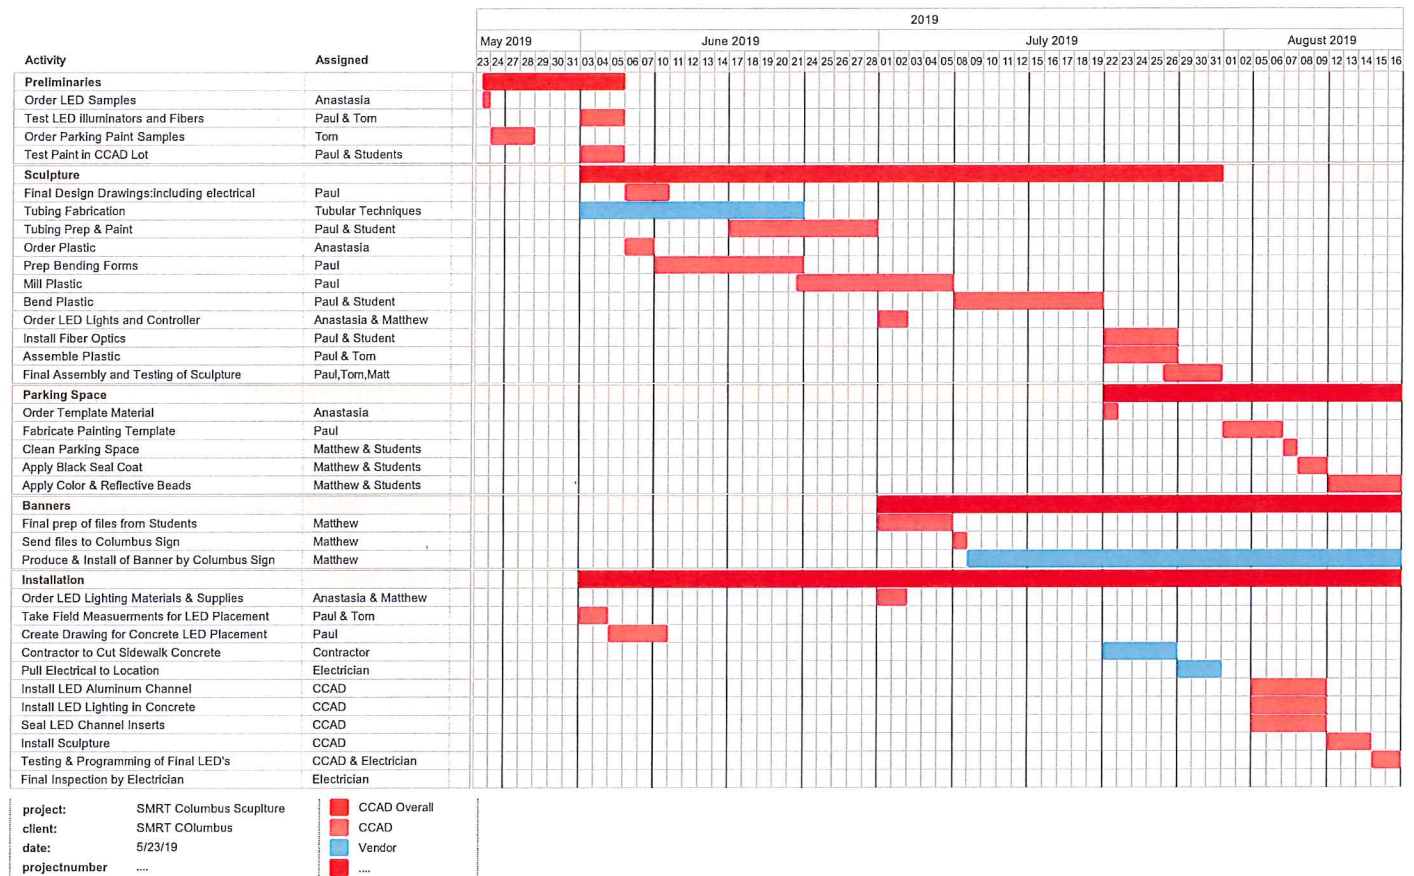 2019
May 2019 June 2019 July 2019 August 2019
Activity Assigned 23 24 27 28 29 30 31 03 04 05 06 07 10 11 12 13 14 17 18 19 20 21 24 25 26 27 28 01 02 03 04 05 08 09 10 11 12 15 16 17 18 19 22 23 24 25 26 29 30 31 01 02 05 06 07 08 09 12 13 14 15 16
Preliminaries
Order LED Samples Anastasia
Test LED illuminators and Fibers Paul & Tom
Order Parking Paint Samples Tom
Test Paint in CCAD Lot Paul & Students
Sculpture
Final Design Drawings:including electrical Paul
Tubing Fabrication Tubular Techniques
Tubing Prep & Paint Paul & Student
Order Plastic Anastasia
Prep Bending Forms Paul
Mill Plastic Paul
Bend Plastic Paul & Student
Order LED Lights and Controller Anastasia & Matthew
Install Fiber Optics Paul & Student
Assemble Plastic Paul & Tom
Final Assembly and Testing of Sculpture Paul,Tom,Matt
Parking Space
Order Template Material Anastasia
Fabricate Painting Template Paul
Clean Parking Space Matthew & Students
Apply Black Seal Coat Matthew & Students
Apply Color & Reflective Beads Matthew & Students
Banners
Final prep of files from Students Matthew
Send files to Columbus Sign Matthew
Produce & Install of Banner by Columbus Sign Matthew
Installation
Order LED Lighting Materials & Supplies Anastasia & Matthew
Take Field Measuerments for LED Placement Paul & Tom
Create Drawing for Concrete LED Placement Paul
Contractor to Cut Sidewalk Concrete Contractor
Pull Electrical to Location Electrician
Install LED Aluminum Channel CCAD
Install LED Lighting in Concrete CCAD
Seal LED Channel Inserts CCAD
Install Sculpture CCAD
Testing & Programming of Final LED's CCAD & Electrician
Final Inspection by Electrician Electrician
project: SMRT Columbus Scuplture CCAD Overall
client: SMRT COlumbus CCAD
date: 5/23/19 Vendor
projectnumber .... ....